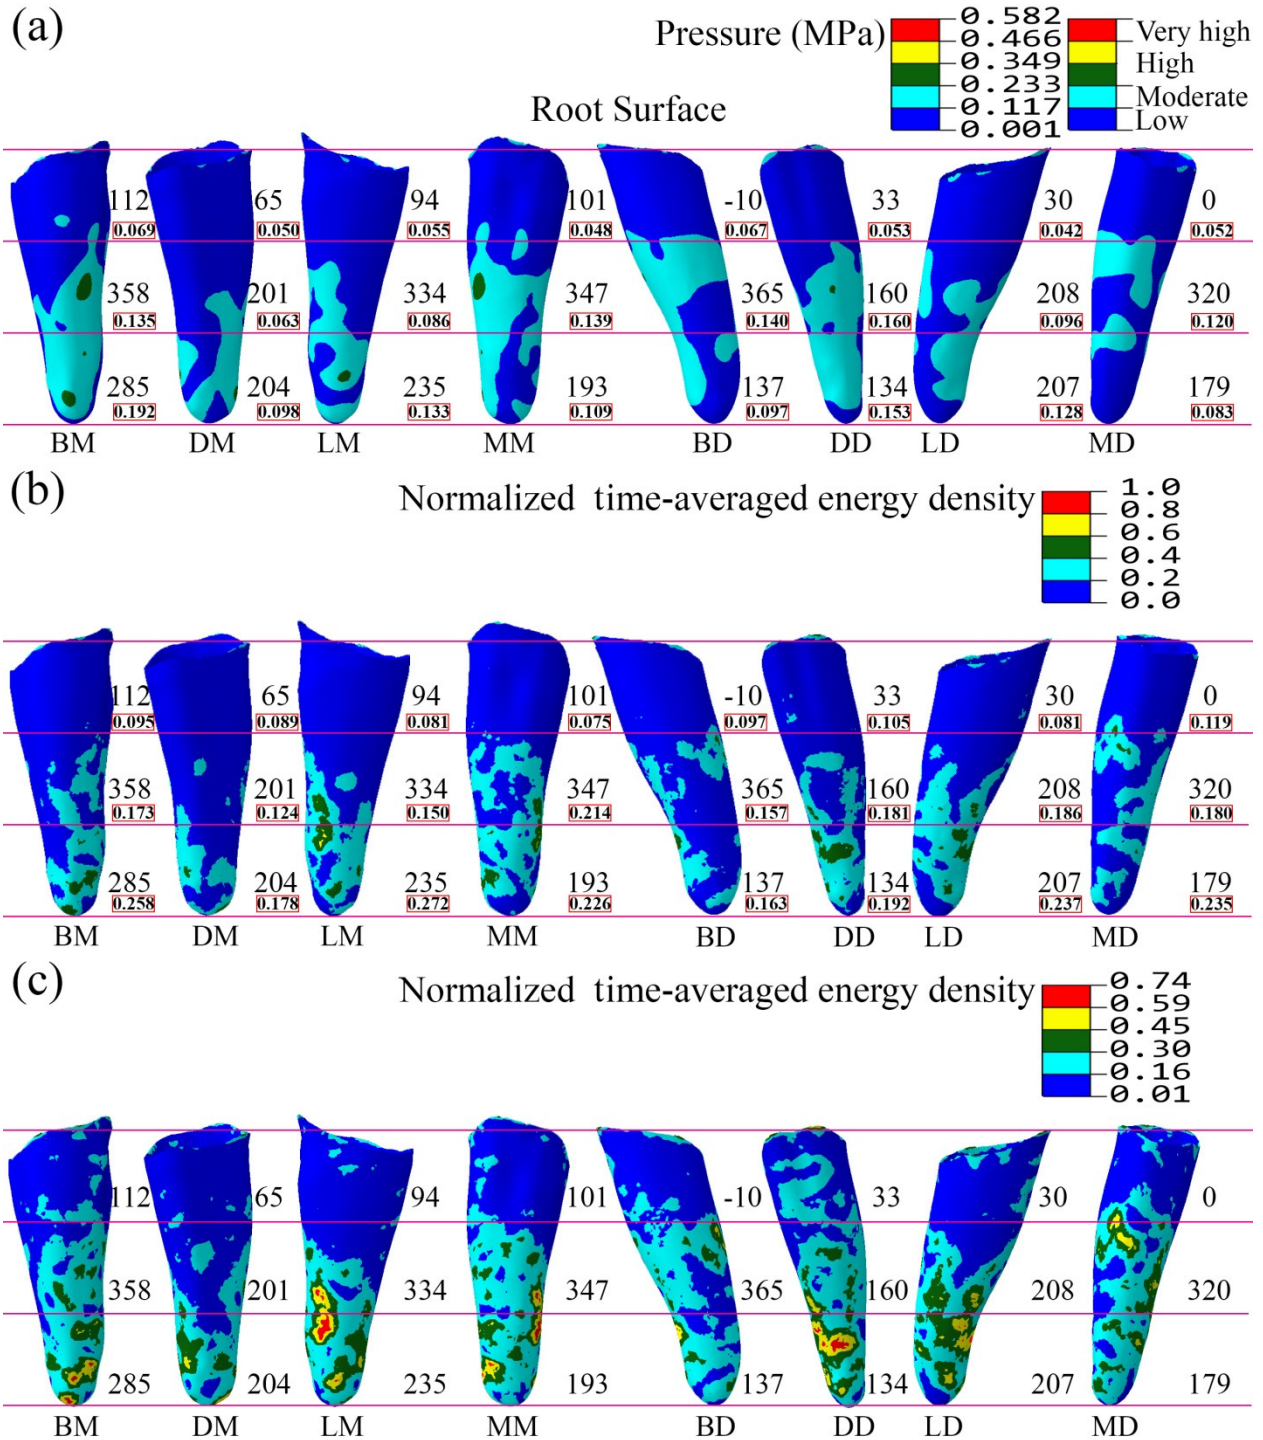 (a)
Pressure (MPa)
0.582
0.466
0.349
0.233
0.117
0.001
Very high
High
Moderate
Low
Root Surface
112 65 94 101 -10 33 30 0
0.069 0.050 0.055 0.048 0.067 0.053 0.042 0.052
358 201 334 347 365 160 208 320
0.135 0.063 0.086 0.139 0.140 0.160 0.096 0.120
285 204 235 193 137 134 207 179
0.192 0.098 0.133 0.109 0.097 0.153 0.128 0.083
BM DM LM MM BD DD LD MD
(b)
Normalized time-averaged energy density
1.0
0.8
0.6
0.4
0.2
0.0
112 65 94 101 -10 33 30 0
0.095 0.089 0.081 0.075 0.097 0.105 0.081 0.119
358 201 334 347 365 160 208 320
0.173 0.124 0.150 0.214 0.157 0.181 0.186 0.180
285 204 235 193 137 134 207 179
0.258 0.178 0.272 0.226 0.163 0.192 0.237 0.235
BM DM LM MM BD DD LD MD
(c)
Normalized time-averaged energy density
0.74
0.59
0.45
0.30
0.16
0.01
112 65 94 101 -10 33 30 0
358 201 334 347 365 160 208 320
285 204 235 193 137 134 207 179
BM DM LM MM BD DD LD MD